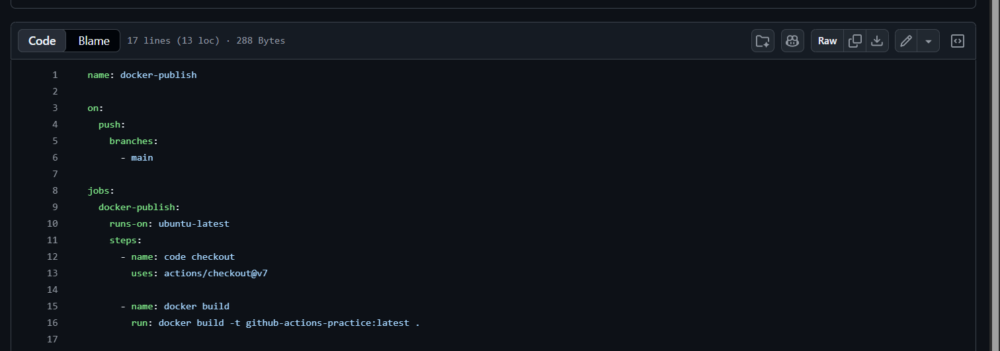 Code Blame 17 lines (13 loc) · 288 Bytes Raw
1 name: docker-publish
2
3 on:
4   push:
5     branches:
6       - main
7
8 jobs:
9   docker-publish:
10     runs-on: ubuntu-latest
11     steps:
12       - name: code checkout
13         uses: actions/checkout@v7
14
15       - name: docker build
16         run: docker build -t github-actions-practice:latest .
17